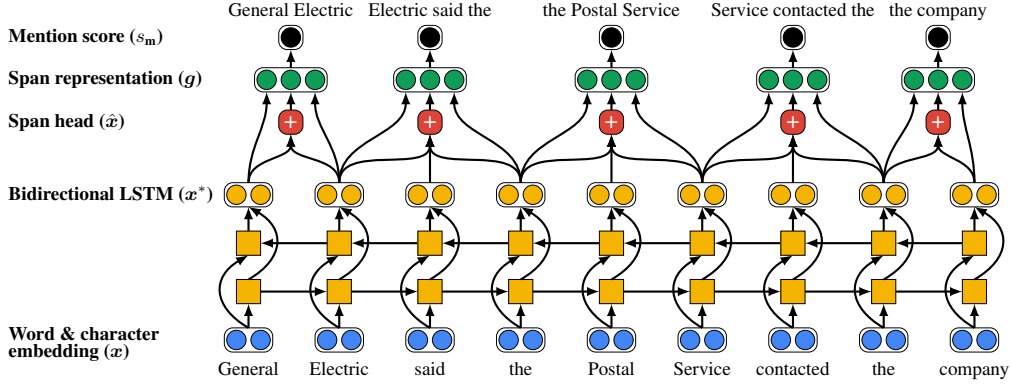 General Electric Electric said the the Postal Service Service contacted the the company
Mention score (sₘ)
Span representation (g)
+ + + + +
Span head (x̂)
Bidirectional LSTM (x*)
Word & character
embedding (x)
General Electric said the Postal Service contacted the company